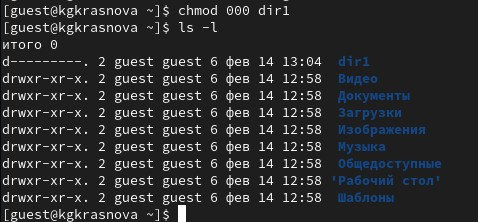 [guest@kgkrasnova ~]$ chmod 000 dir1
[guest@kgkrasnova ~]$ ls -l
итого 0
d---------. 2 guest guest 6 фев 14 13:04  dir1
drwxr-xr-x. 2 guest guest 6 фев 14 12:58  Видео
drwxr-xr-x. 2 guest guest 6 фев 14 12:58  Документы
drwxr-xr-x. 2 guest guest 6 фев 14 12:58  Загрузки
drwxr-xr-x. 2 guest guest 6 фев 14 12:58  Изображения
drwxr-xr-x. 2 guest guest 6 фев 14 12:58  Музыка
drwxr-xr-x. 2 guest guest 6 фев 14 12:58  Общедоступные
drwxr-xr-x. 2 guest guest 6 фев 14 12:58 'Рабочий стол'
drwxr-xr-x. 2 guest guest 6 фев 14 12:58  Шаблоны
[guest@kgkrasnova ~]$